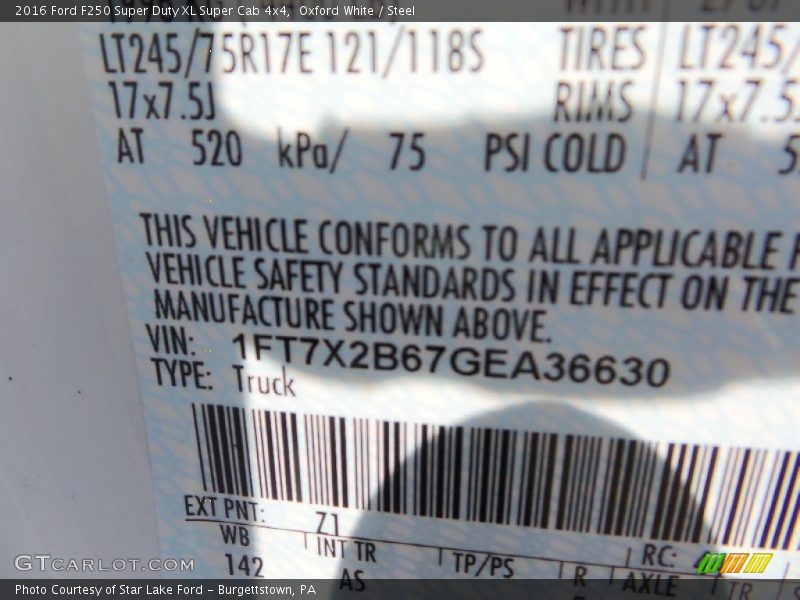 2016 Ford F250 Super Duty XL Super Cab 4x4, Oxford White / Steel
LT245/75R17E 121/118S TIRES LT245/
17x7.5J RIMS 17x7.5J
AT 520 kPa/ 75 PSI COLD AT 5
THIS VEHICLE CONFORMS TO ALL APPLICABLE F
VEHICLE SAFETY STANDARDS IN EFFECT ON THE
MANUFACTURE SHOWN ABOVE.
VIN: 1FT7X2B67GEA36630
TYPE: Truck
EXT PNT: Z1 RC:
WB INT TR TP/PS R AXLE TR S
142 AS
GTCARLOT.COM
Photo Courtesy of Star Lake Ford - Burgettstown, PA